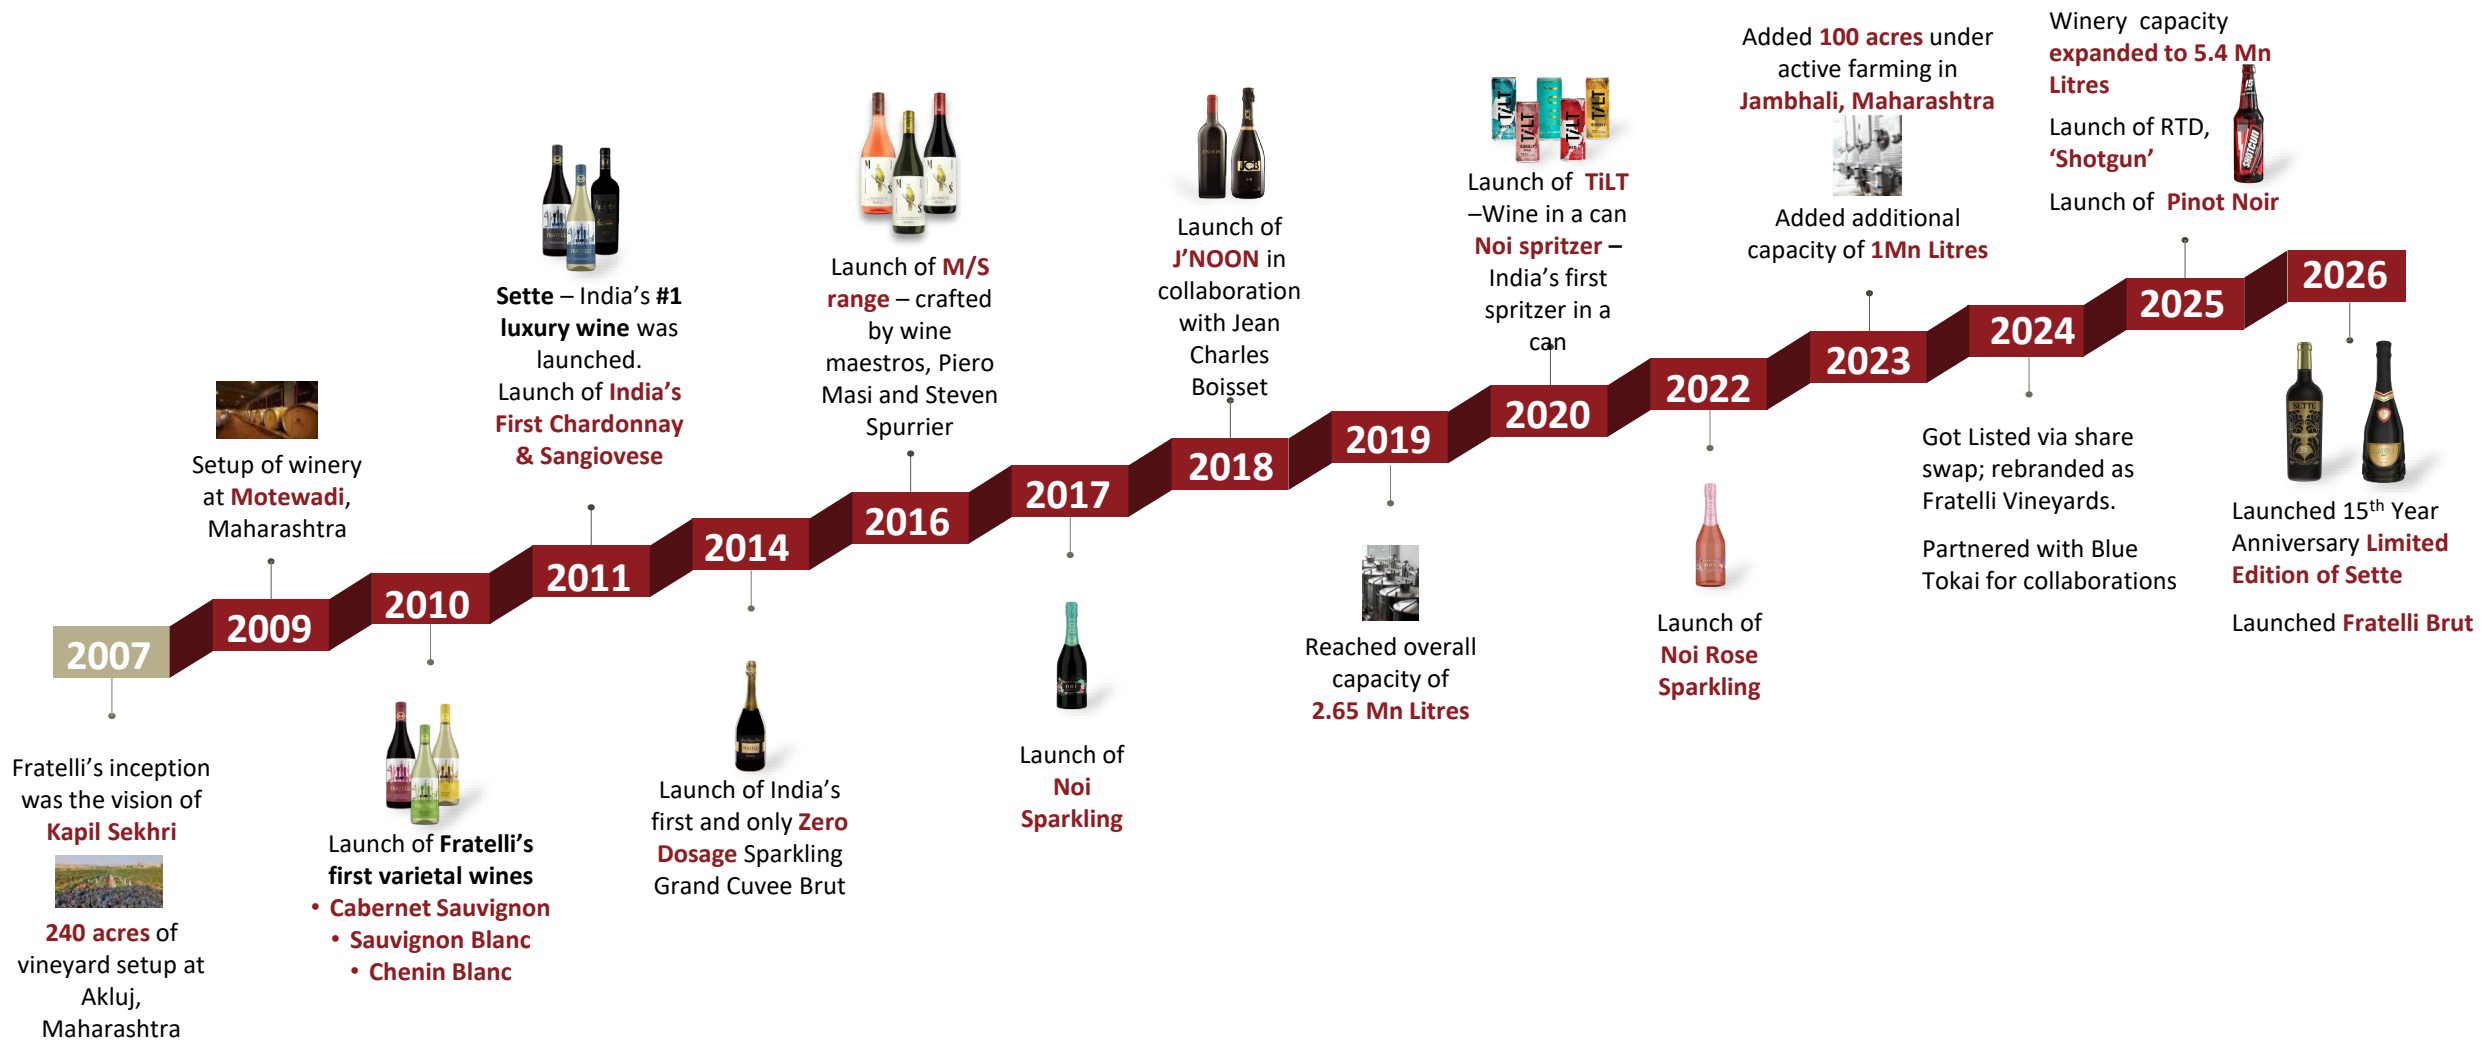 2007
Fratelli’s inception
was the vision of
Kapil Sekhri
240 acres of
vineyard setup at
Akluj,
Maharashtra
Setup of winery
at Motewadi,
Maharashtra
2009
2010
Launch of Fratelli’s
first varietal wines
• Cabernet Sauvignon
• Sauvignon Blanc
• Chenin Blanc
Sette – India’s #1
luxury wine was
launched.
Launch of India’s
First Chardonnay
& Sangiovese
2011
2014
Launch of India’s
first and only Zero
Dosage Sparkling
Grand Cuvee Brut
Launch of M/S
range – crafted
by wine
maestros, Piero
Masi and Steven
Spurrier
2016
2017
Launch of
Noi
Sparkling
JCB
Launch of
J’NOON in
collaboration
with Jean
Charles
Boisset
2018
2019
Reached overall
capacity of
2.65 Mn Litres
TiLT
TiLT
noi
TiLT
TiLT
Launch of TiLT
–Wine in a can
Noi spritzer –
India’s first
spritzer in a
can
2020
2022
Launch of
Noi Rose
Sparkling
Added 100 acres under
active farming in
Jambhali, Maharashtra
Added additional
capacity of 1Mn Litres
2023
2024
Got Listed via share
swap; rebranded as
Fratelli Vineyards.
Partnered with Blue
Tokai for collaborations
Winery capacity
expanded to 5.4 Mn
Litres
Launch of RTD,
‘Shotgun’
SHOTGUN
Launch of Pinot Noir
2025
2026
SETTE
Launched 15th Year
Anniversary Limited
Edition of Sette
Launched Fratelli Brut